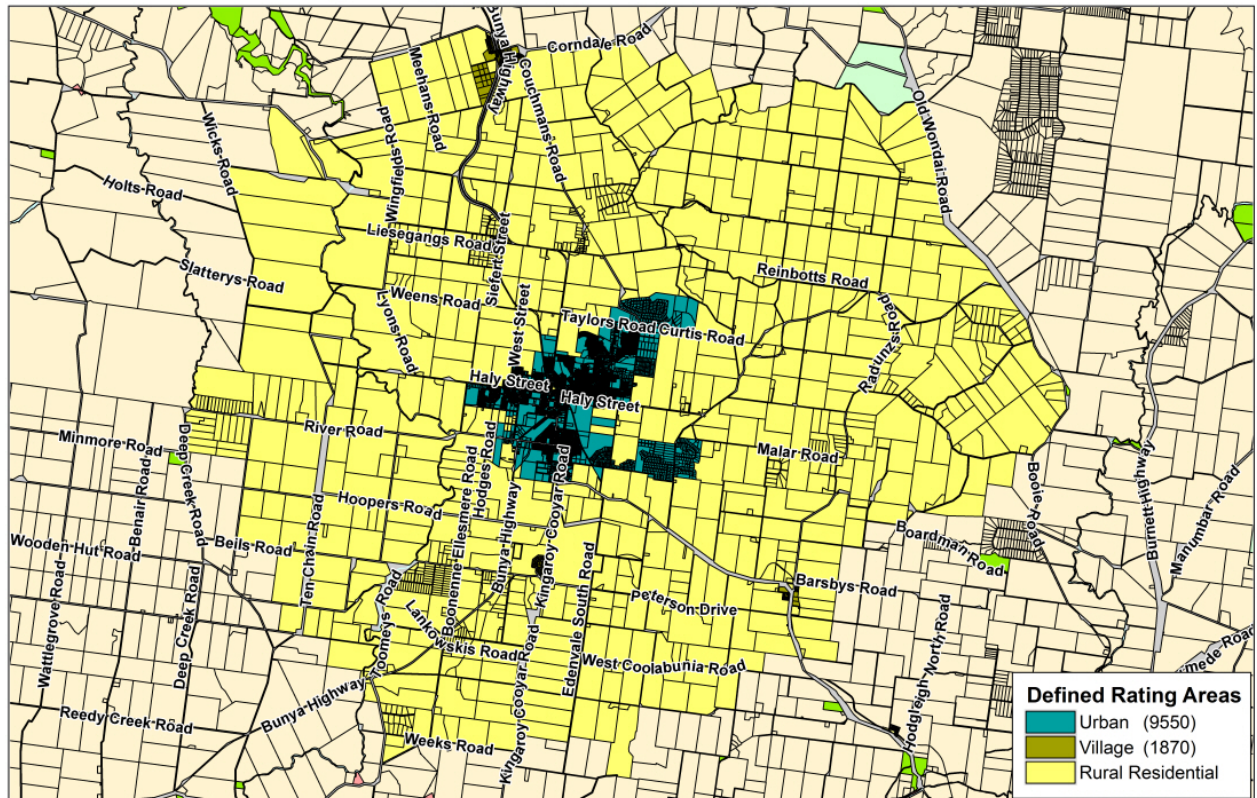 Bunya Highway
Corndale Road
Meehans Road
Couchmans Road
Old Wondai Road
Wicks Road
Wingfields Road
Holts Road
Liesegangs Road
Siefert Street
Slatterys Road
Reinbotts Road
Weens Road
Lyons Road
West Street
Taylors Road
Curtis Road
Radunzs Road
Haly Street
Haly Street
River Road
Minmore Road
Deep Creek Road
Benair Road
Malar Road
Hodges Road
Boonenne Ellesmere Road
Bunya Highway
Kingaroy Cooyar Road
Hoopers Road
Boole Road
Burnett Highway
Manumbar Road
Boardman Road
Wooden Hut Road
Beils Road
Ten Chain Road
Barsbys Road
Peterson Drive
Edenvale South Road
Wattlegrove Road
Deep Creek Road
Toomeys Road
Lankowskis Road
West Coolabunia Road
Hodgleigh North Road
mede Road
Reedy Creek Road
Bunya Highway
Weeks Road
Kingaroy Cooyar Road
Defined Rating Areas
Urban (9550)
Village (1870)
Rural Residential